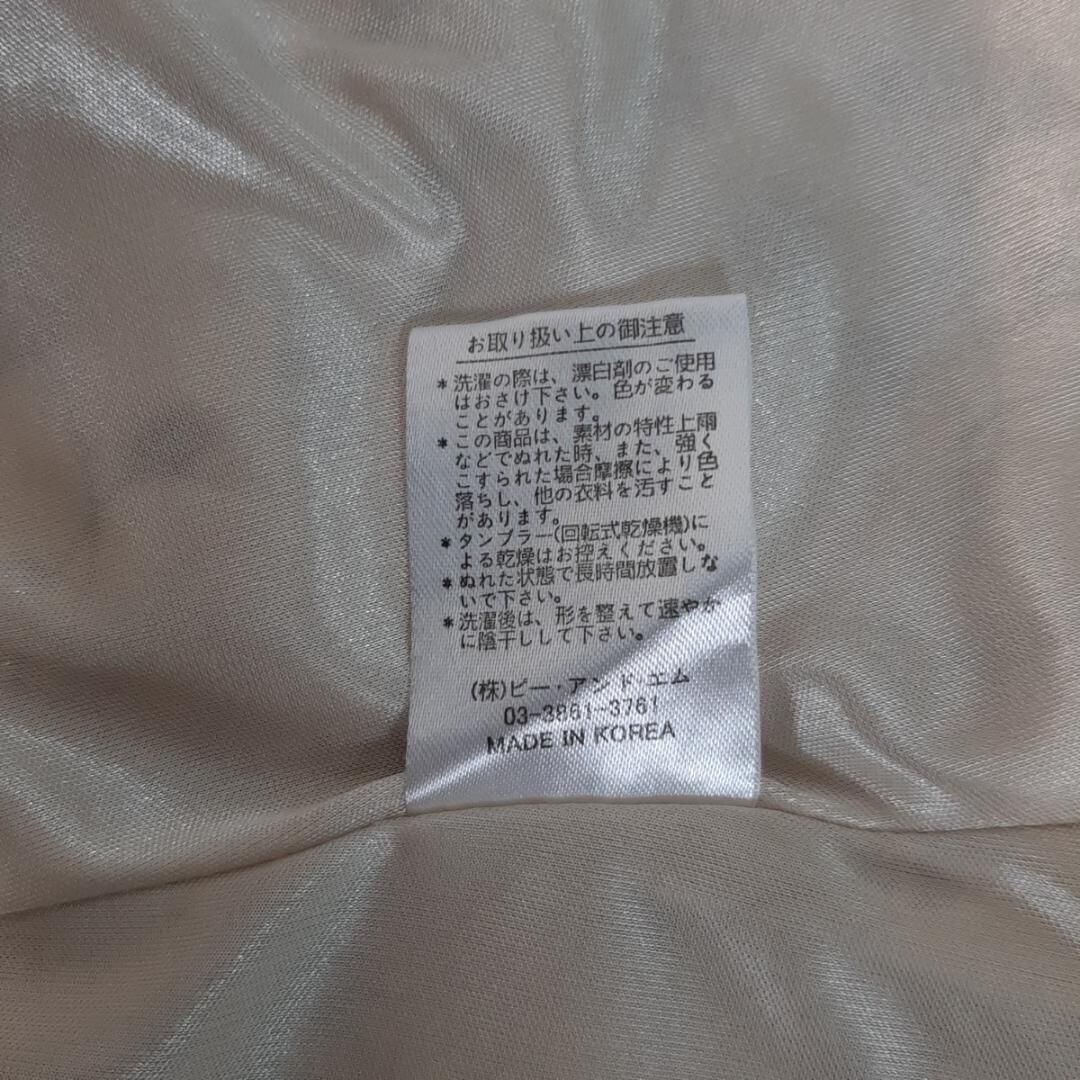 お取り扱い上の御注意
*洗濯の際は、漂白剤のご使用
はおさけ下さい。色が変わる
ことがあります。
*この商品は、素材の特性上雨
などでぬれた時、また、強く
こすられた場合摩擦により色
落ちし、他の衣料を汚すこと
があります。
*タンブラー(回転式乾燥機)に
よる乾燥はお控えください。
*ぬれた状態で長時間放置しな
いで下さい。
*洗濯後は、形を整えて速やか
に陰干しして下さい。
(株)ビー・アンド・エム
03-3861-3761
MADE IN KOREA